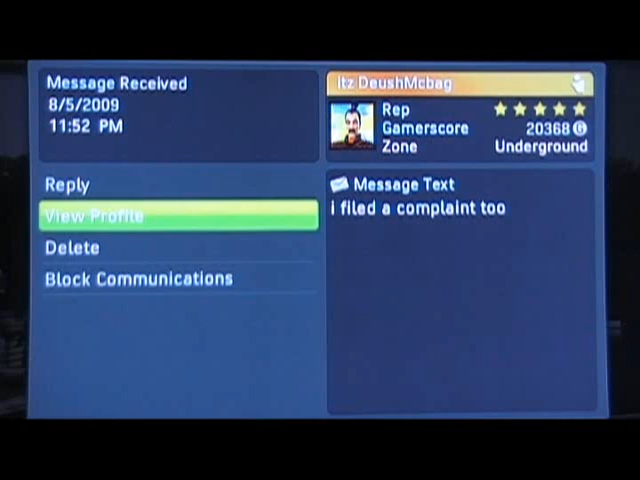 Message Received
8/5/2009
11:52 PM
Reply
View Profile
Delete
Block Communications
itz DeushMcbag
Rep
Gamerscore 20368 G
Zone Underground
Message Text
i filed a complaint too